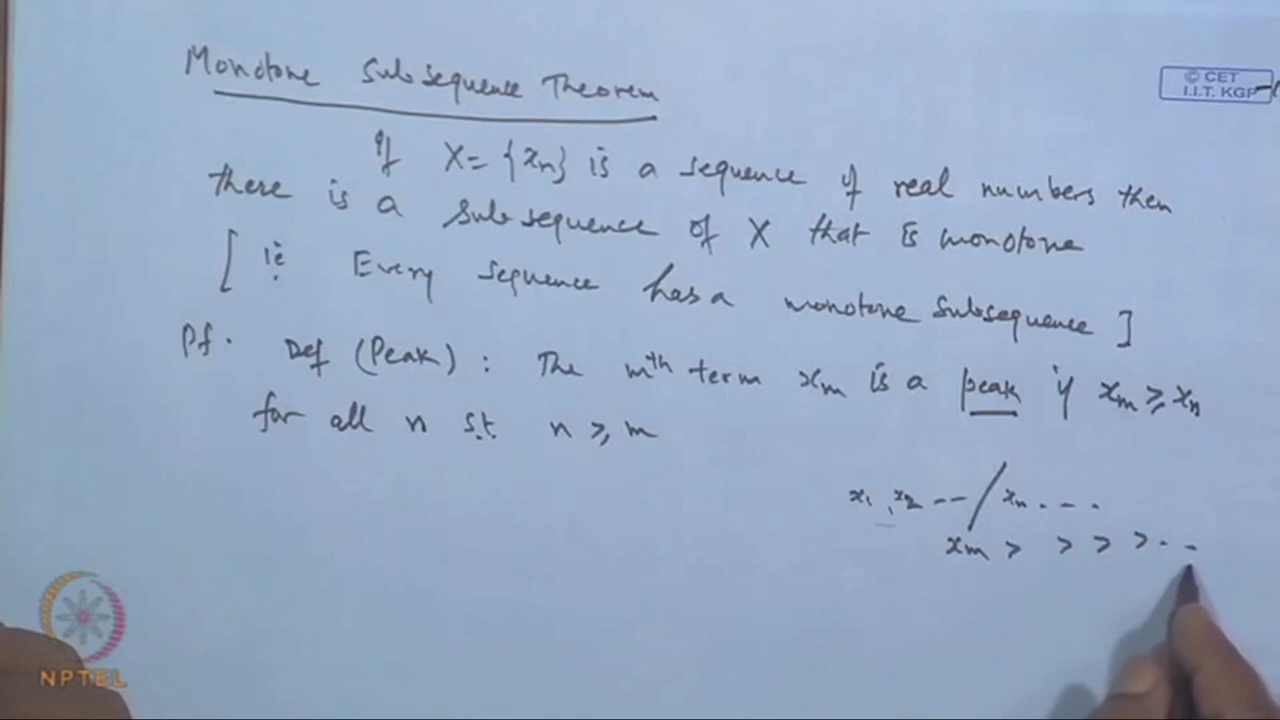 Monotone Subsequence Theorem
© CET
I.I.T. KGP
If X = {xn} is a sequence of real numbers then
there is a subsequence of X that is monotone
[ ie Every sequence has a monotone subsequence ]
Pf. Def (Peak) : The mth term xm is a peak if xm ≥ xn
for all n s.t. n ≥ m
x1, x2 -- / xn . - - .
xm > > > > . -
NPTEL